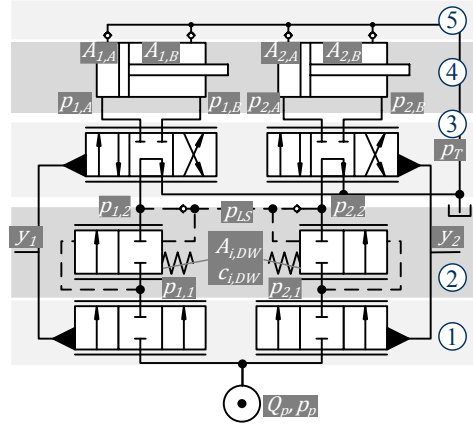 5
A1,A A1,B A2,A A2,B
4
p1,A p1,B p2,A p2,B
3
pT
p1,2 pLS p2,2
y1 y2
Ai,DW
ci,DW
p1,1 p2,1
2
1
Qp, pp